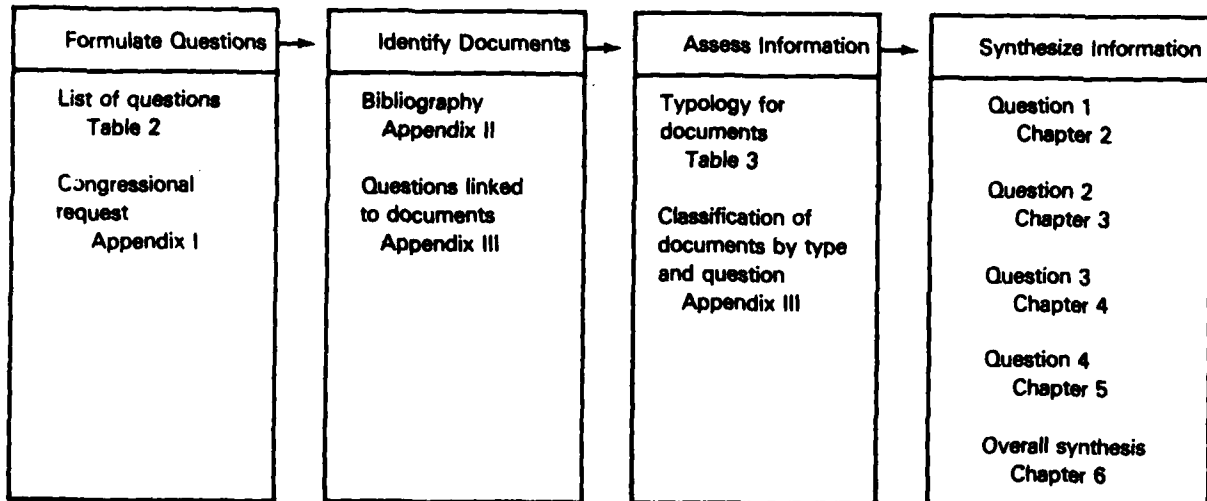 Formulate Questions
List of questions
Table 2
Congressional
request
Appendix I
Identify Documents
Bibliography
Appendix II
Questions linked
to documents
Appendix III
Assess Information
Typology for
documents
Table 3
Classification of
documents by type
and question
Appendix III
Synthesize Information
Question 1
Chapter 2
Question 2
Chapter 3
Question 3
Chapter 4
Question 4
Chapter 5
Overall synthesis
Chapter 6